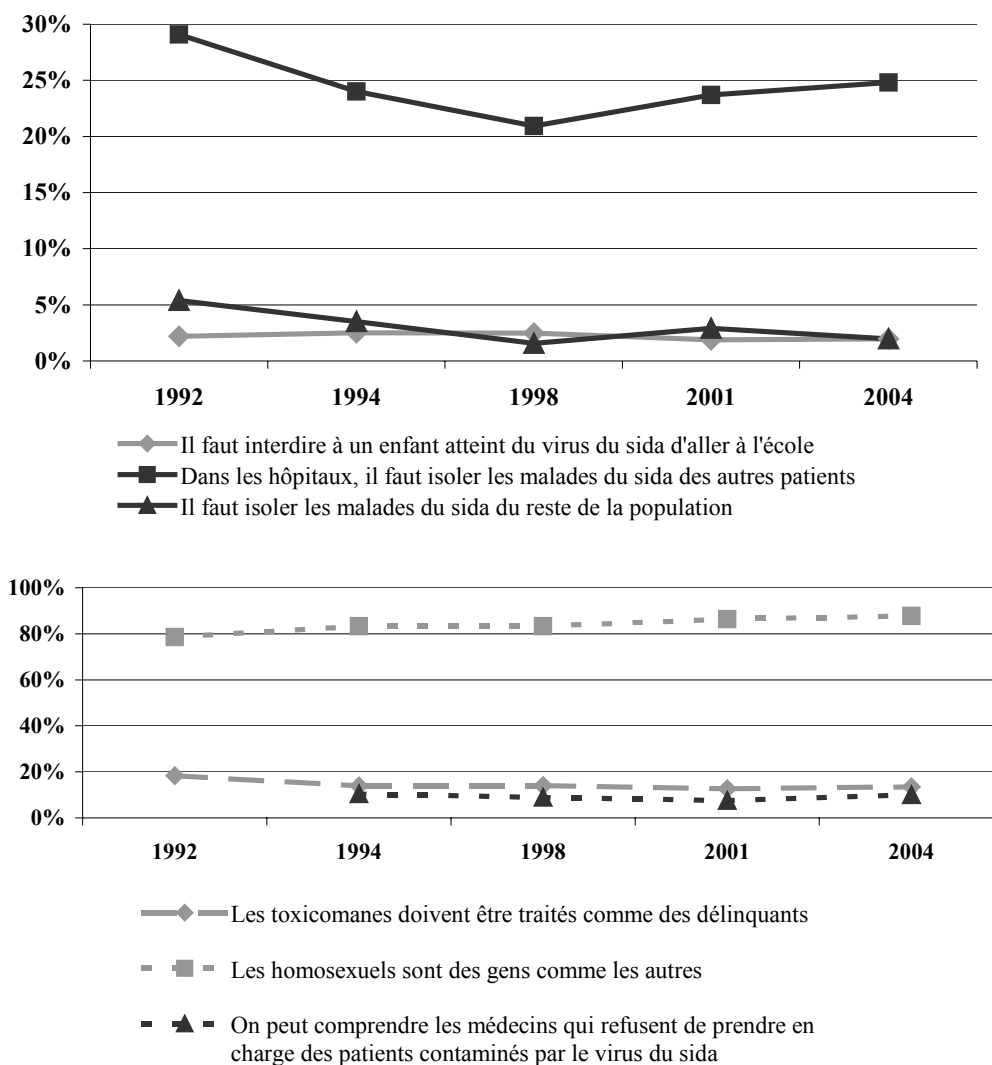 30%
25%
20%
15%
10%
5%
0%
1992 1994 1998 2001 2004
Il faut interdire à un enfant atteint du virus du sida d'aller à l'école
Dans les hôpitaux, il faut isoler les malades du sida des autres patients
Il faut isoler les malades du sida du reste de la population
100%
80%
60%
40%
20%
0%
1992 1994 1998 2001 2004
Les toxicomanes doivent être traités comme des délinquants
Les homosexuels sont des gens comme les autres
On peut comprendre les médecins qui refusent de prendre en
charge des patients contaminés par le virus du sida